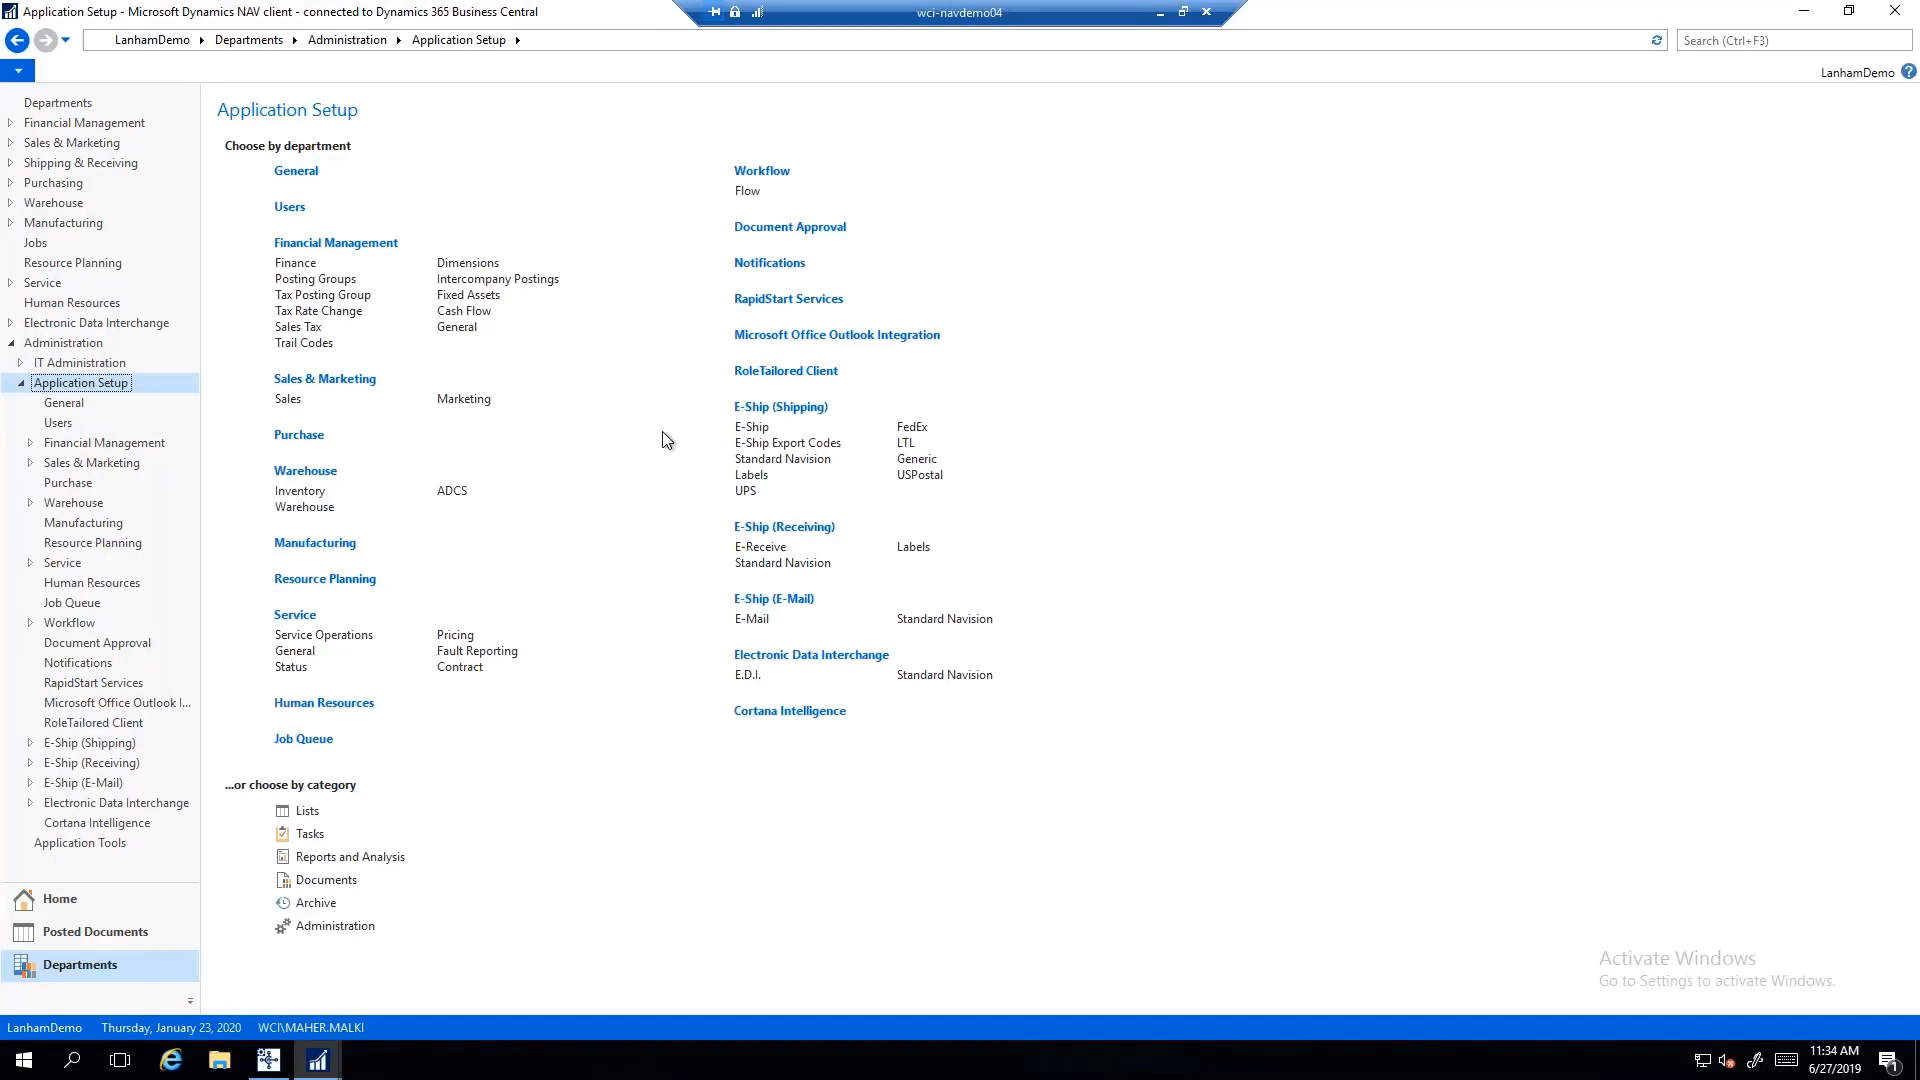 Application Setup - Microsoft Dynamics NAV client - connected to Dynamics 365 Business Central
wci-navdemo04
LanhamDemo
Departments
Administration
Application Setup
Search (Ctrl+F3)
LanhamDemo
Departments
Financial Management
Sales & Marketing
Shipping & Receiving
Purchasing
Warehouse
Manufacturing
Jobs
Resource Planning
Service
Human Resources
Electronic Data Interchange
Administration
IT Administration
Application Setup
General
Users
Financial Management
Sales & Marketing
Purchase
Warehouse
Manufacturing
Resource Planning
Service
Human Resources
Job Queue
Workflow
Document Approval
Notifications
RapidStart Services
Microsoft Office Outlook I...
RoleTailored Client
E-Ship (Shipping)
E-Ship (Receiving)
E-Ship (E-Mail)
Electronic Data Interchange
Cortana Intelligence
Application Tools
Home
Posted Documents
Departments
Application Setup
Choose by department
General
Users
Financial Management
Finance
Dimensions
Posting Groups
Intercompany Postings
Tax Posting Group
Fixed Assets
Tax Rate Change
Cash Flow
Sales Tax
General
Trail Codes
Sales & Marketing
Sales
Marketing
Purchase
Warehouse
Inventory
ADCS
Warehouse
Manufacturing
Resource Planning
Service
Service Operations
Pricing
General
Fault Reporting
Status
Contract
Human Resources
Job Queue
Workflow
Flow
Document Approval
Notifications
RapidStart Services
Microsoft Office Outlook Integration
RoleTailored Client
E-Ship (Shipping)
E-Ship
FedEx
E-Ship Export Codes
LTL
Standard Navision
Generic
Labels
USPostal
UPS
E-Ship (Receiving)
E-Receive
Labels
Standard Navision
E-Ship (E-Mail)
E-Mail
Standard Navision
Electronic Data Interchange
E.D.I.
Standard Navision
Cortana Intelligence
...or choose by category
Lists
Tasks
Reports and Analysis
Documents
Archive
Administration
Activate Windows
Go to Settings to activate Windows.
LanhamDemo
Thursday, January 23, 2020
WCI\MAHER.MALKI
11:34 AM
6/27/2019
1